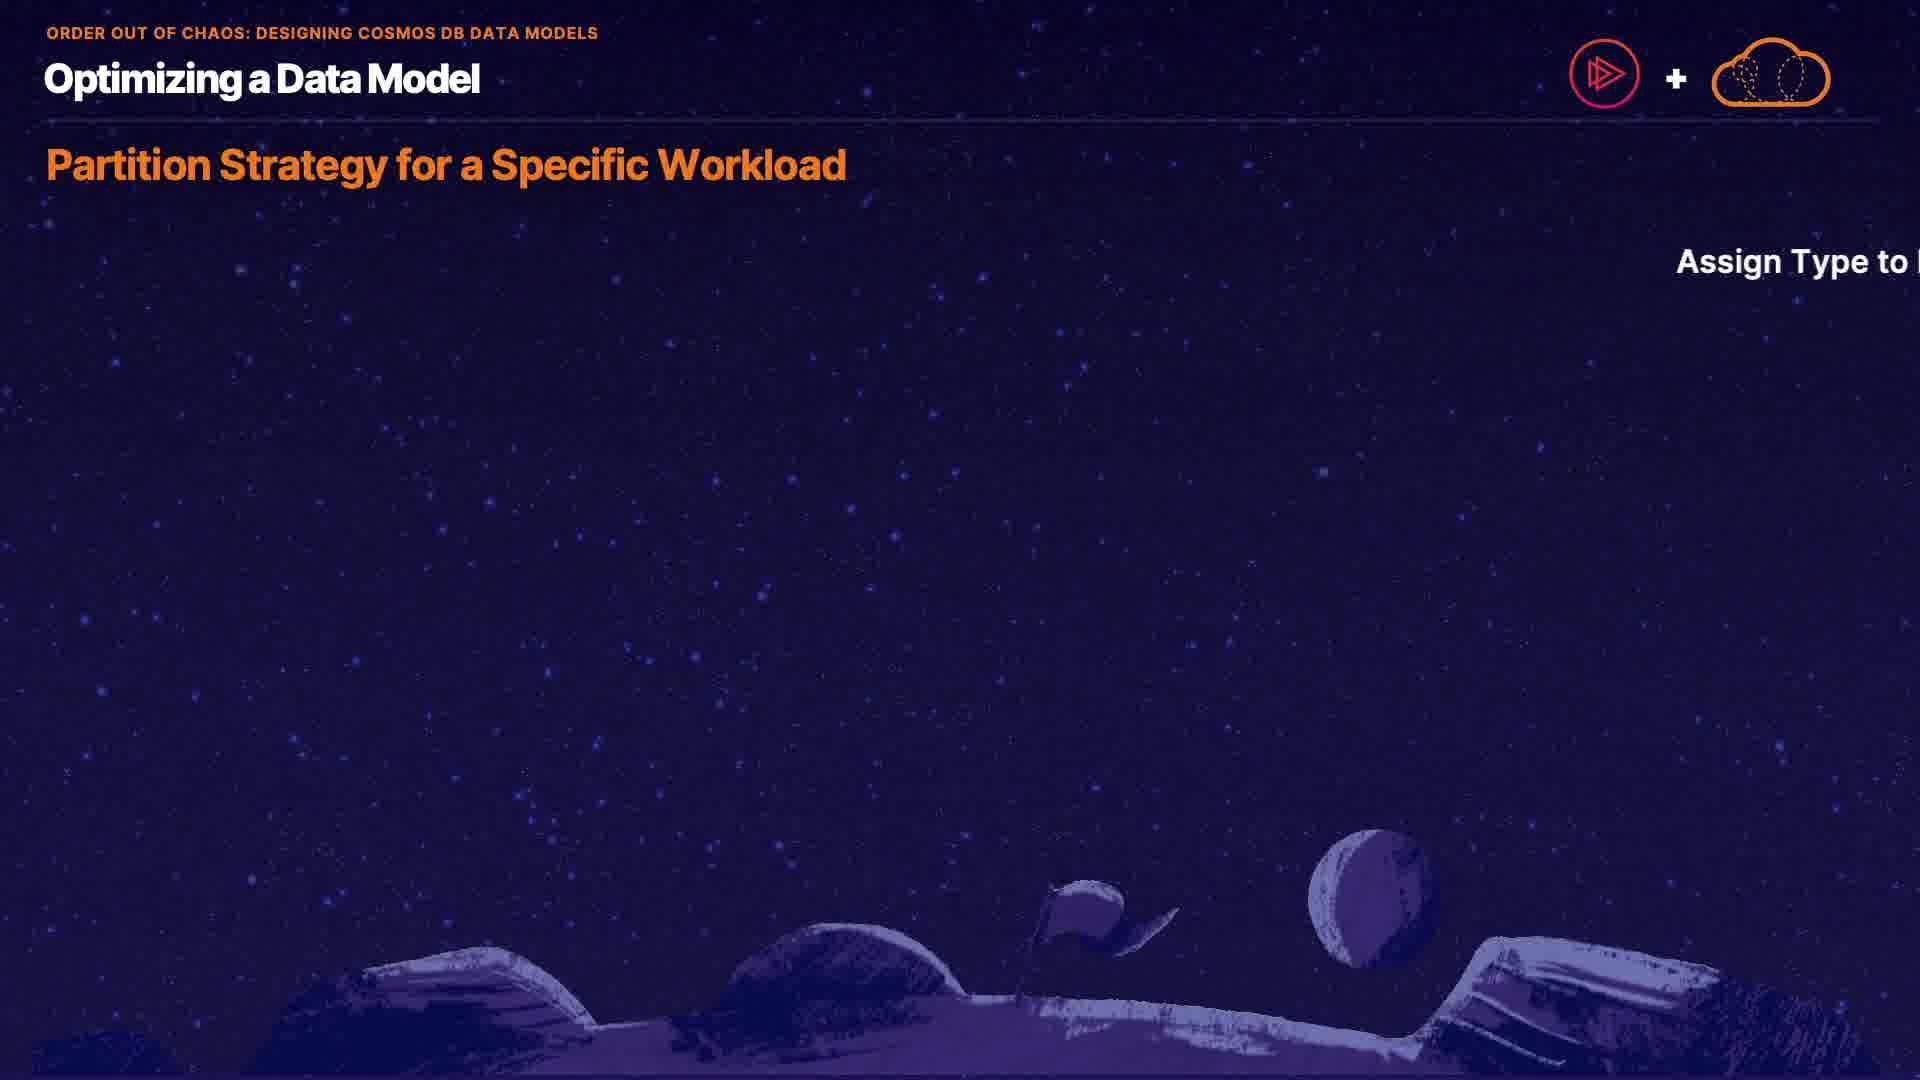 ORDER OUT OF CHAOS: DESIGNING COSMOS DB DATA MODELS
Optimizing a Data Model
Partition Strategy for a Specific Workload
Assign Type to